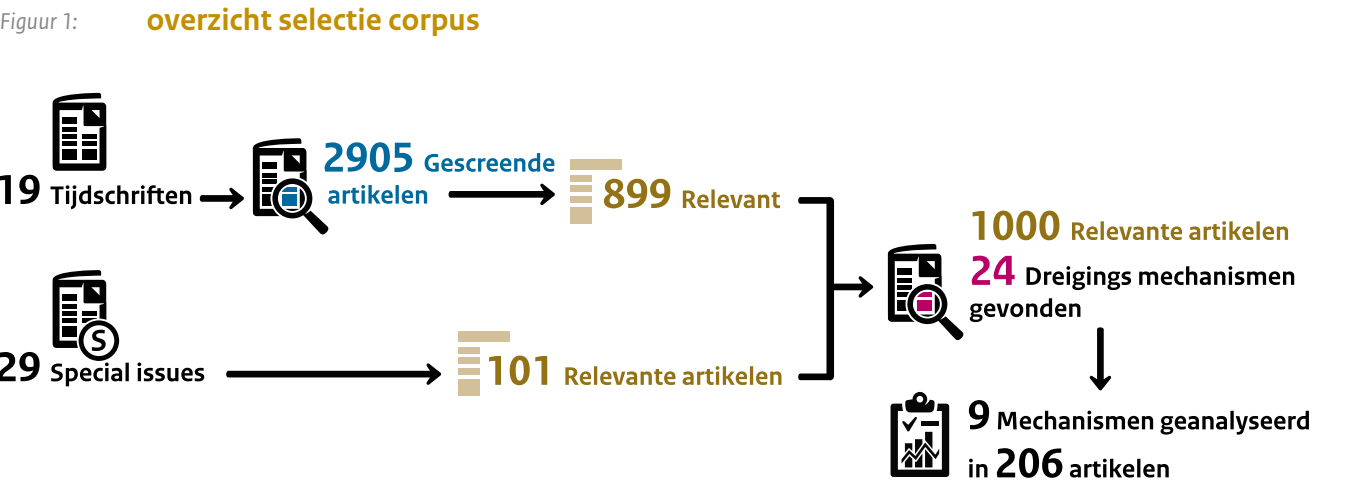 Figuur 1: overzicht selectie corpus
19 Tijdschriften
2905 Gescreende
artikelen
899 Relevant
29 Special issues
S
101 Relevante artikelen
1000 Relevante artikelen
24 Dreigings mechanismen
gevonden
9 Mechanismen geanalyseerd
in 206 artikelen